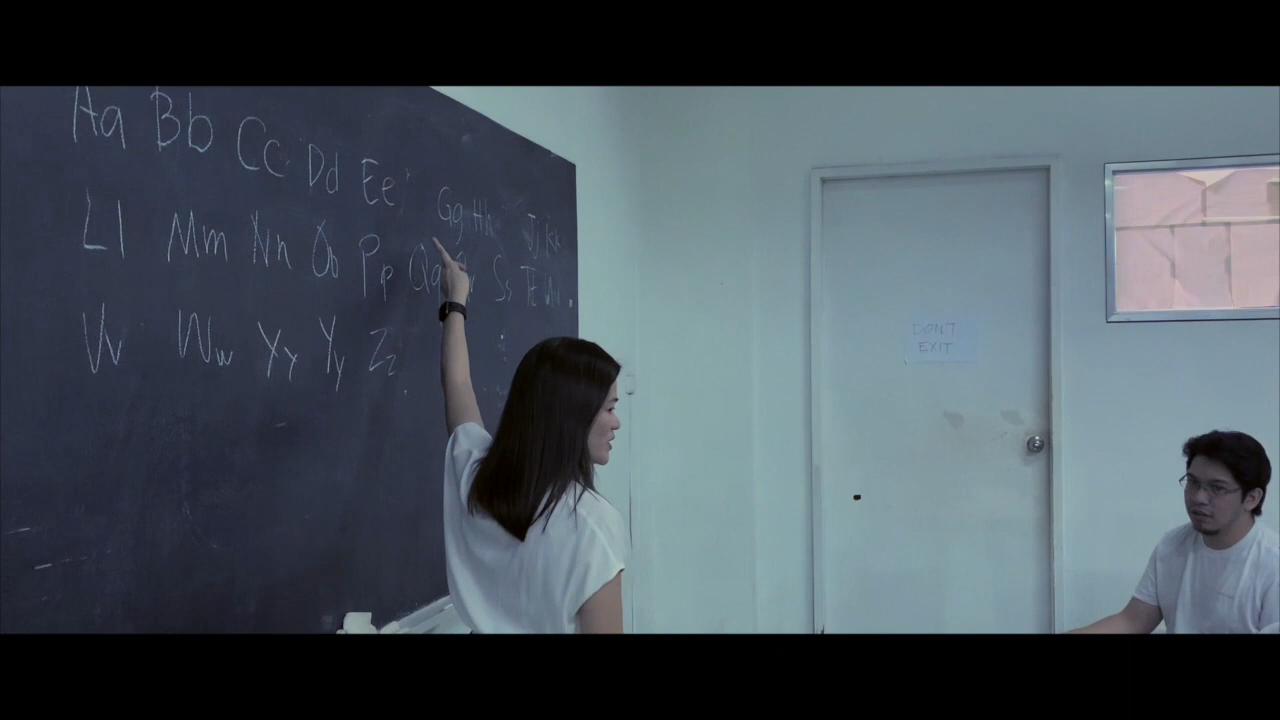 Aa Bb Cc Dd Ee Gg Hh Jj Kk
Ll Mm Nn Oo Pp Qq Ss Tt Uu
Vv Ww Yy Yy Zz
DON'T
EXIT